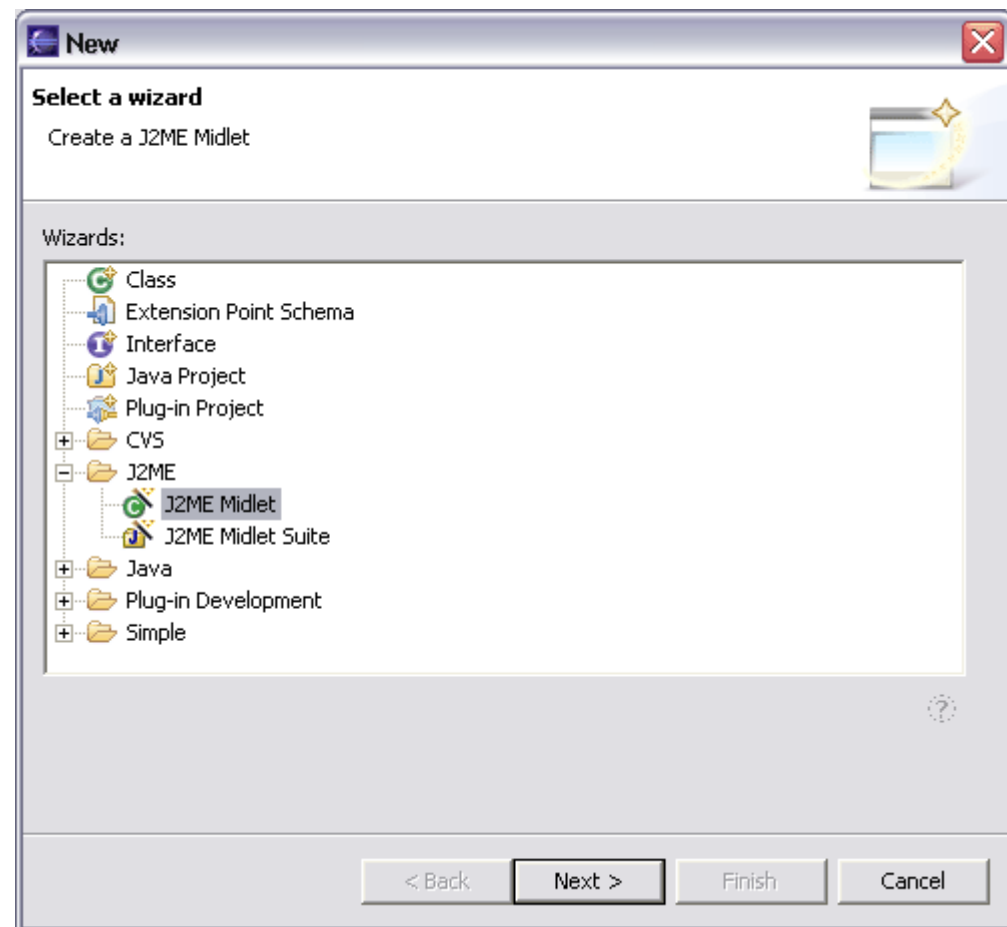 New
Select a wizard
Create a J2ME Midlet
Wizards:
Class
Extension Point Schema
Interface
Java Project
Plug-in Project
CVS
J2ME
J2ME Midlet
J2ME Midlet Suite
Java
Plug-in Development
Simple
< Back Next > Finish Cancel